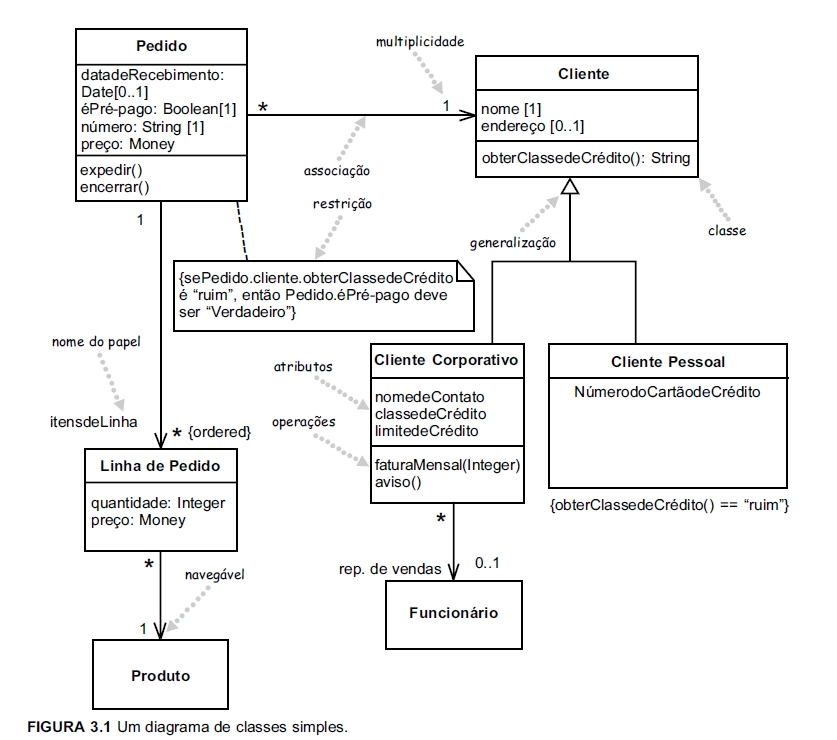 Pedido
datadeRecebimento:
Date[0..1]
éPré-pago: Boolean[1]
número: String [1]
preço: Money
expedir()
encerrar()
multiplicidade
*
1
associação
Cliente
nome [1]
endereço [0..1]
obterClassedeCrédito(): String
classe
generalização
restrição
{sePedido.cliente.obterClassedeCrédito
é “ruim”, então Pedido.éPré-pago deve
ser “Verdadeiro”}
1
nome do papel
itensdeLinha
* {ordered}
Linha de Pedido
quantidade: Integer
preço: Money
*
navegável
1
Produto
atributos
operações
Cliente Corporativo
nomedeContato
classedeCrédito
limitedeCrédito
faturaMensal(Integer)
aviso()
*
rep. de vendas
0..1
Funcionário
Cliente Pessoal
NúmerodoCartãodeCrédito
{obterClassedeCrédito() == “ruim”}
FIGURA 3.1 Um diagrama de classes simples.